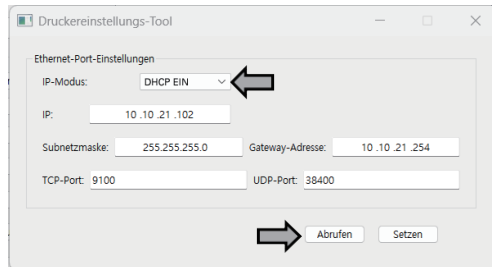 Druckereinstellungs-Tool
Ethernet-Port-Einstellungen
IP-Modus: DHCP EIN
IP: 10 .10 .21 .102
Subnetzmaske: 255.255.255.0 Gateway-Adresse: 10 .10 .21 .254
TCP-Port: 9100 UDP-Port: 38400
Abrufen Setzen